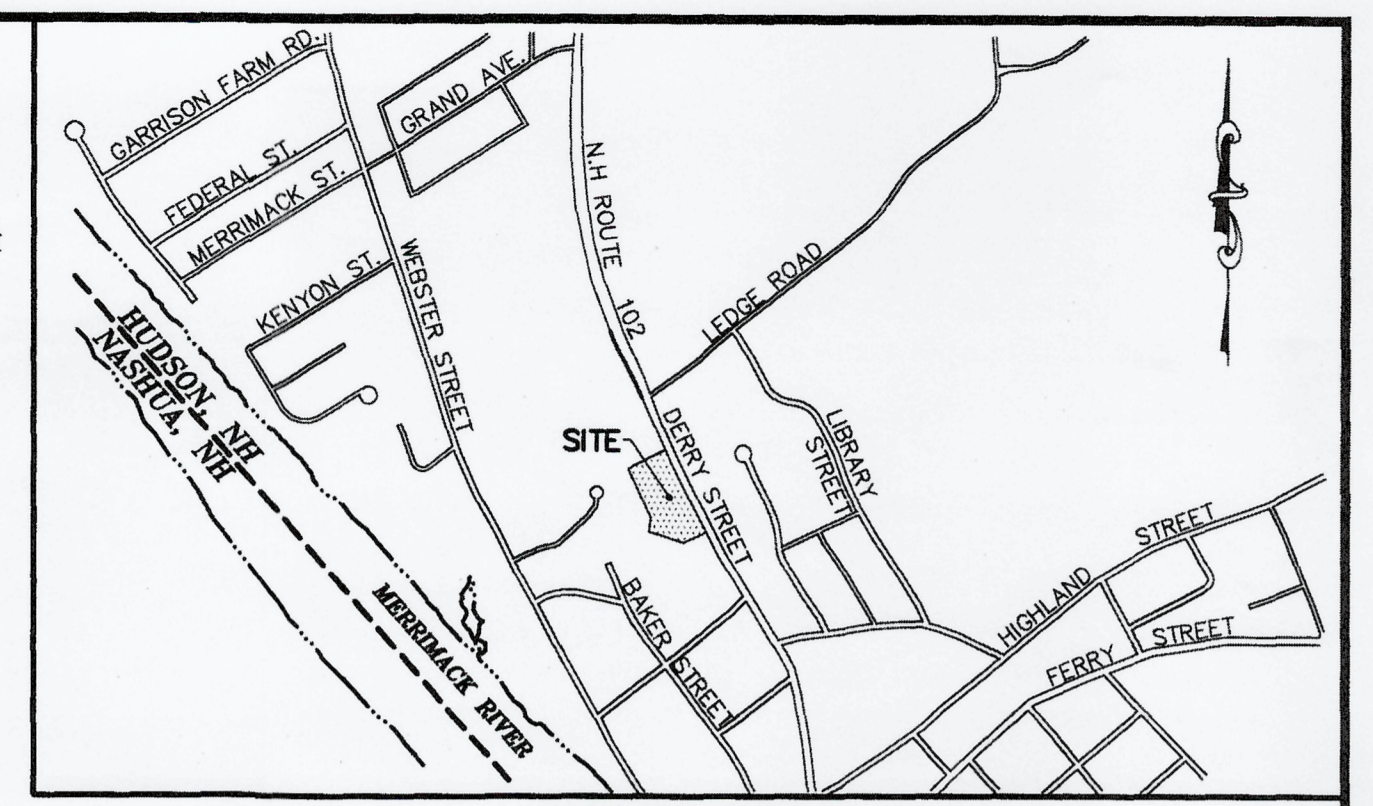 GARRISON FARM RD.
FEDERAL ST.
MERRIMACK ST.
GRAND AVE.
KENYON ST.
WEBSTER STREET
N.H ROUTE 102
LEDGE ROAD
HUDSON, NH
NASHUA, NH
SITE
DERRY STREET
LIBRARY
STREET
MERRIMACK RIVER
BAKER STREET
HIGHLAND STREET
FERRY STREET